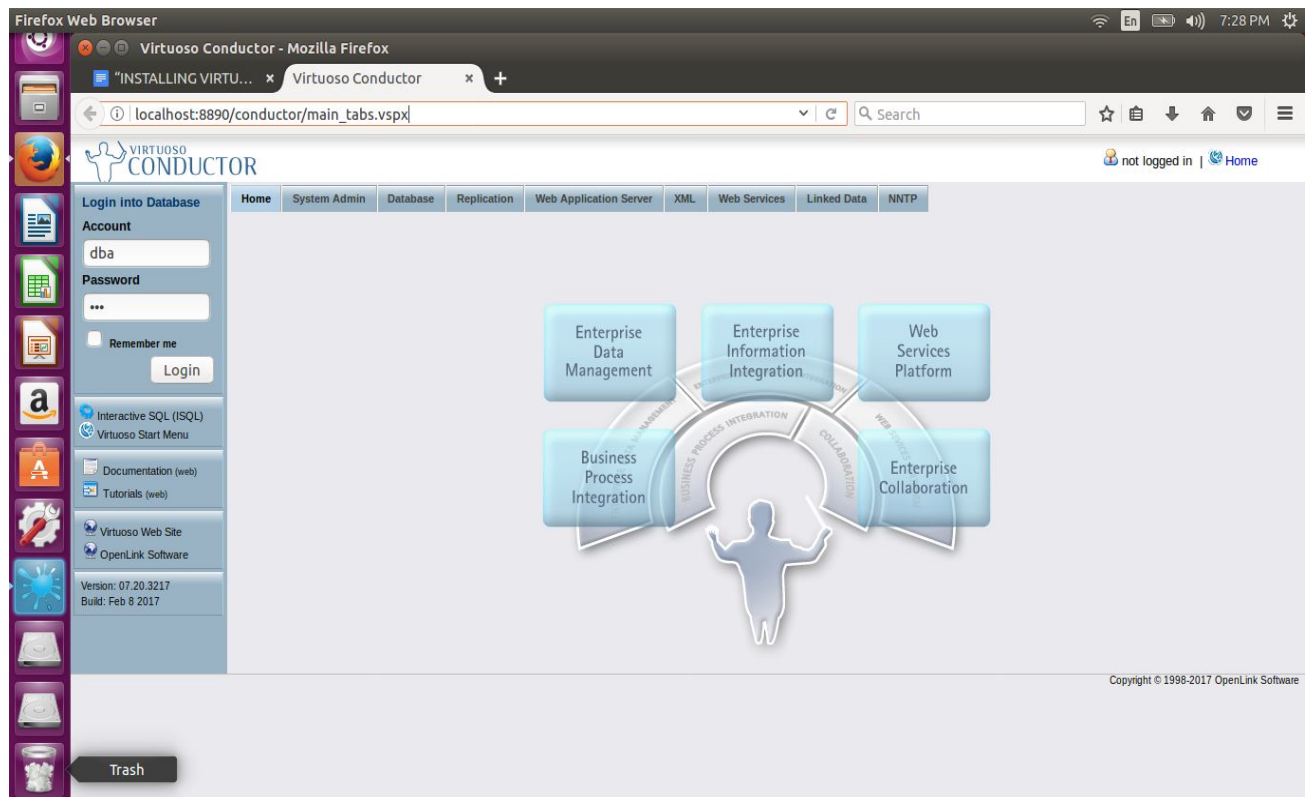 Firefox Web Browser
En
7:28 PM
Virtuoso Conductor - Mozilla Firefox
"INSTALLING VIRTU... ×
Virtuoso Conductor ×
+
localhost:8890/conductor/main_tabs.vspx
Search
VIRTUOSO
CONDUCTOR
not logged in | Home
Home System Admin Database Replication Web Application Server XML Web Services Linked Data NNTP
Login into Database
Account
dba
Password
•••
Remember me
Login
Interactive SQL (ISQL)
Virtuoso Start Menu
Documentation (web)
Tutorials (web)
Virtuoso Web Site
OpenLink Software
Version: 07.20.3217
Build: Feb 8 2017
Enterprise
Data
Management
Enterprise
Information
Integration
Web
Services
Platform
Business
Process
Integration
Enterprise
Collaboration
BUSINESS PROCESS INTEGRATION
COLLABORATION
Copyright © 1998-2017 OpenLink Software
a
Trash